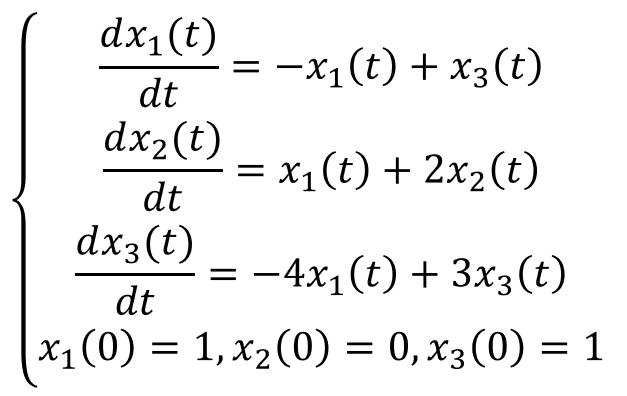 dx₁(t)/dt = −x₁(t) + x₃(t)
dx₂(t)/dt = x₁(t) + 2x₂(t)
dx₃(t)/dt = −4x₁(t) + 3x₃(t)
x₁(0) = 1, x₂(0) = 0, x₃(0) = 1